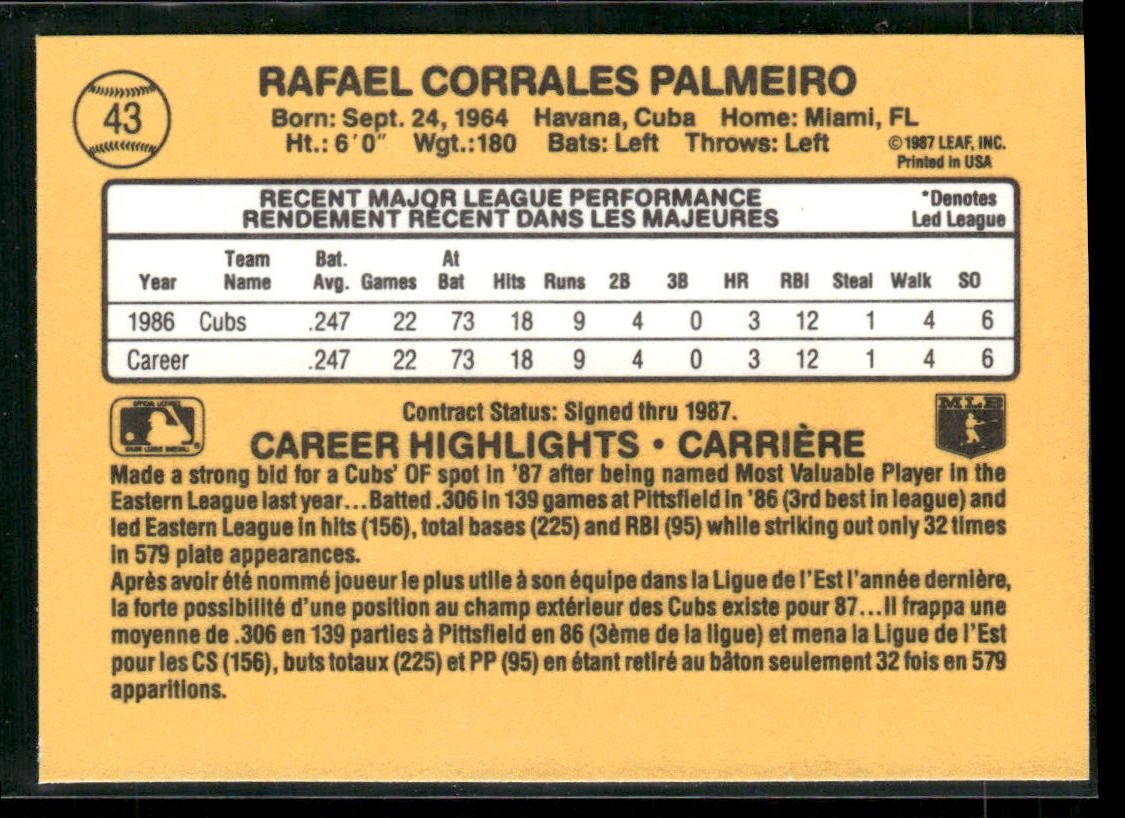 43
RAFAEL CORRALES PALMEIRO
Born: Sept. 24, 1964 Havana, Cuba Home: Miami, FL
Ht.: 6'0" Wgt.:180 Bats: Left Throws: Left
©1987 LEAF, INC.
Printed in USA
RECENT MAJOR LEAGUE PERFORMANCE
RENDEMENT RÉCENT DANS LES MAJEURES
*Denotes
Led League
Year Team Name Bat. Avg. Games At Bat Hits Runs 2B 3B HR RBI Steal Walk SO
1986 Cubs .247 22 73 18 9 4 0 3 12 1 4 6
Career .247 22 73 18 9 4 0 3 12 1 4 6
Contract Status: Signed thru 1987.
MLB
CAREER HIGHLIGHTS • CARRIÈRE
Made a strong bid for a Cubs' OF spot in '87 after being named Most Valuable Player in the
Eastern League last year...Batted .306 in 139 games at Pittsfield in '86 (3rd best in league) and
led Eastern League in hits (156), total bases (225) and RBI (95) while striking out only 32 times
in 579 plate appearances.
Après avoir été nommé joueur le plus utile à son équipe dans la Ligue de l'Est l'année dernière,
la forte possibilité d'une position au champ extérieur des Cubs existe pour 87...Il frappa une
moyenne de .306 en 139 parties à Pittsfield en 86 (3ème de la ligue) et mena la Ligue de l'Est
pour les CS (156), buts totaux (225) et PP (95) en étant retiré au bâton seulement 32 fois en 579
apparitions.